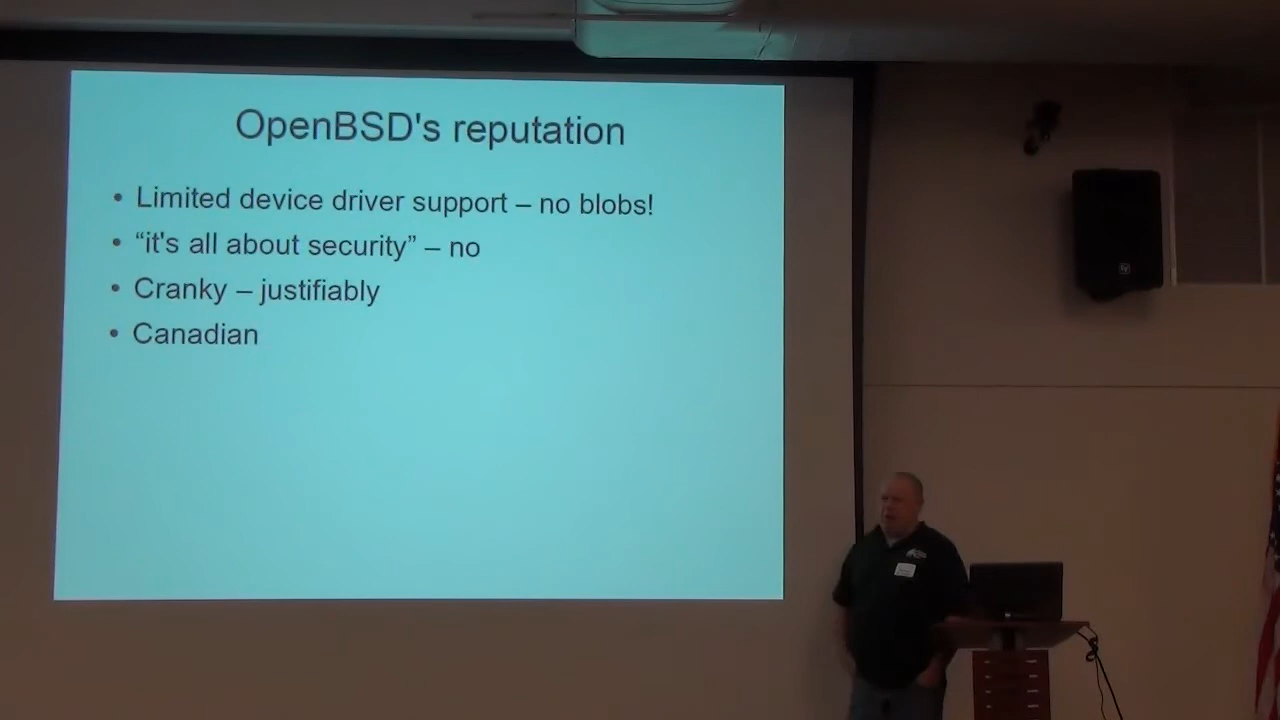 OpenBSD's reputation
• Limited device driver support – no blobs!
• “it's all about security” – no
• Cranky – justifiably
• Canadian